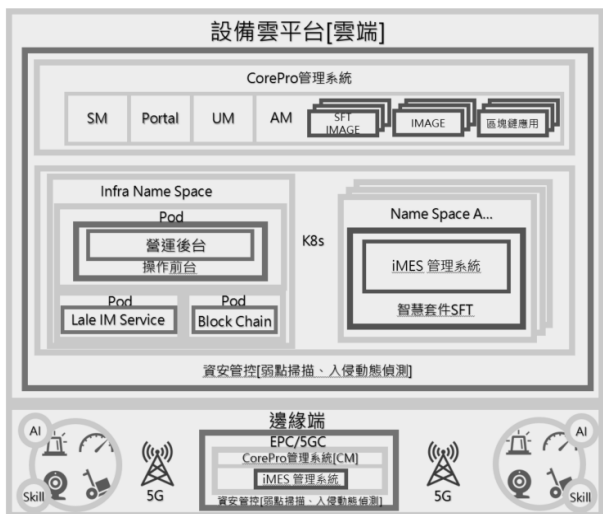 設備雲平台[雲端]
CorePro管理系統
SM
Portal
UM
AM
SFT
IMAGE
IMAGE
區塊鏈應用
Infra Name Space
Pod
營運後台
操作前台
Pod
Lale IM Service
Pod
Block Chain
K8s
Name Space A...
iMES 管理系統
智慧套件SFT
資安管控[弱點掃描、入侵動態偵測]
邊緣端
AI
Skill
5G
EPC/5GC
CorePro管理系統[CM]
iMES 管理系統
資安管控[弱點掃描、入侵動態偵測]
5G
AI
Skill